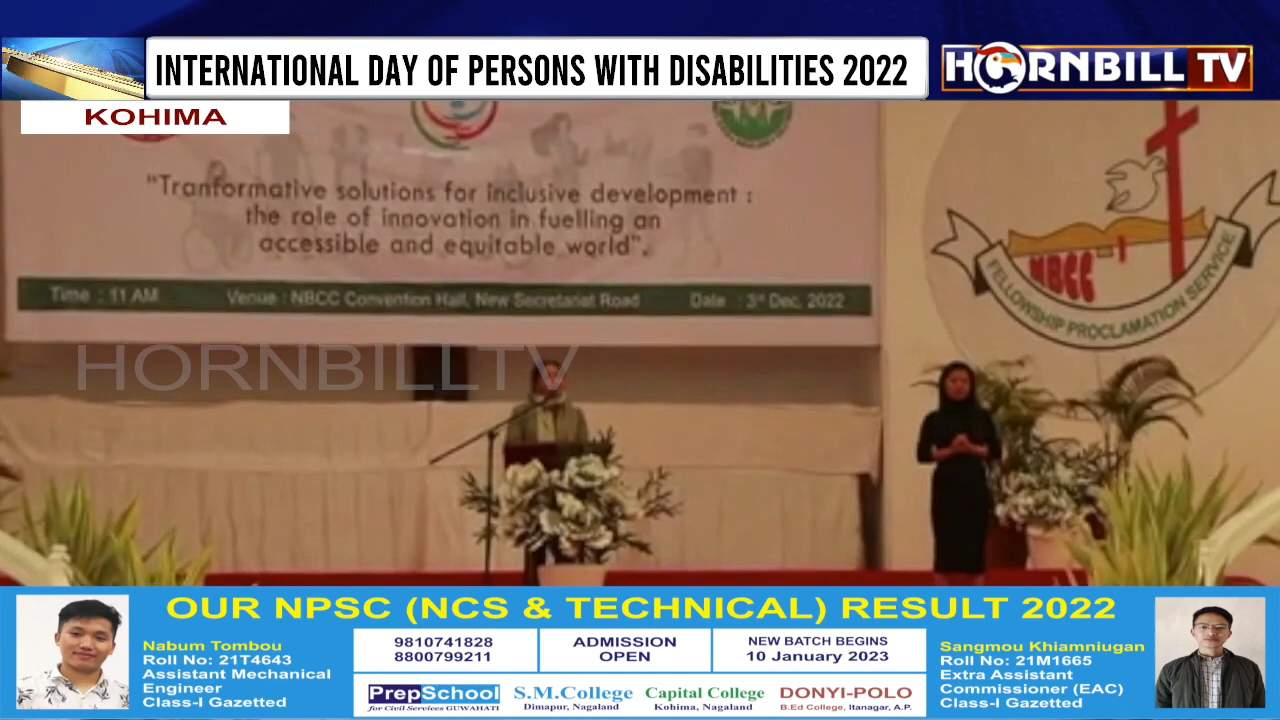 INTERNATIONAL DAY OF PERSONS WITH DISABILITIES 2022
HORNBILL TV
KOHIMA
"Tranformative solutions for inclusive development :
the role of innovation in fuelling an
accessible and equitable world".
Time : 11 AM Venue : NBCC Convention Hall, New Secretariat Road Date : 3rd Dec, 2022
NBCC
FELLOWSHIP PROCLAMATION SERVICE
HORNBILLTV
OUR NPSC (NCS & TECHNICAL) RESULT 2022
Nabum Tombou
Roll No: 21T4643
Assistant Mechanical
Engineer
Class-I Gazetted
9810741828
8800799211
ADMISSION
OPEN
NEW BATCH BEGINS
10 January 2023
PrepSchool
for Civil Services GUWAHATI
S.M.College
Dimapur, Nagaland
Capital College
Kohima, Nagaland
DONYI-POLO
B.Ed College, Itanagar, A.P.
Sangmou Khiamniugan
Roll No: 21M1665
Extra Assistant
Commissioner (EAC)
Class-I Gazetted